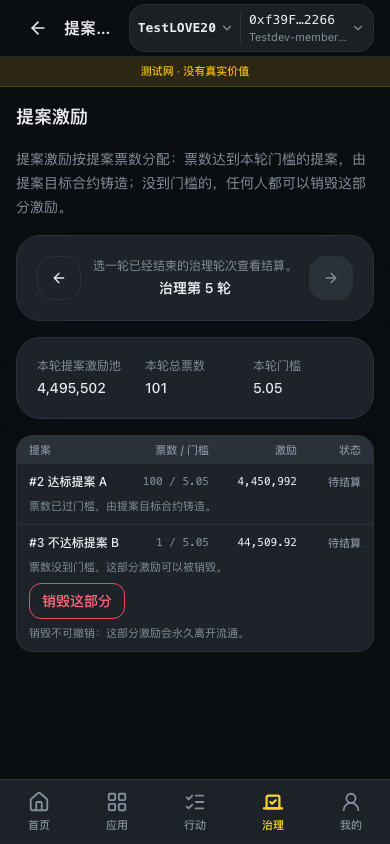 提案... TestLOVE20 0xf39F…2266
Testdev-member...
测试网 · 没有真实价值
提案激励
提案激励按提案票数分配：票数达到本轮门槛的提案，由
提案目标合约铸造；没到门槛的，任何人都可以销毁这部
分激励。
选一轮已经结束的治理轮次查看结算。
治理第 5 轮
本轮提案激励池 本轮总票数 本轮门槛
4,495,502 101 5.05
提案 票数 / 门槛 激励 状态
#2 达标提案 A 100 / 5.05 4,450,992 待结算
票数已过门槛，由提案目标合约铸造。
#3 不达标提案 B 1 / 5.05 44,509.92 待结算
票数没到门槛，这部分激励可以被销毁。
销毁这部分
销毁不可撤销：这部分激励会永久离开流通。
首页 应用 行动 治理 我的